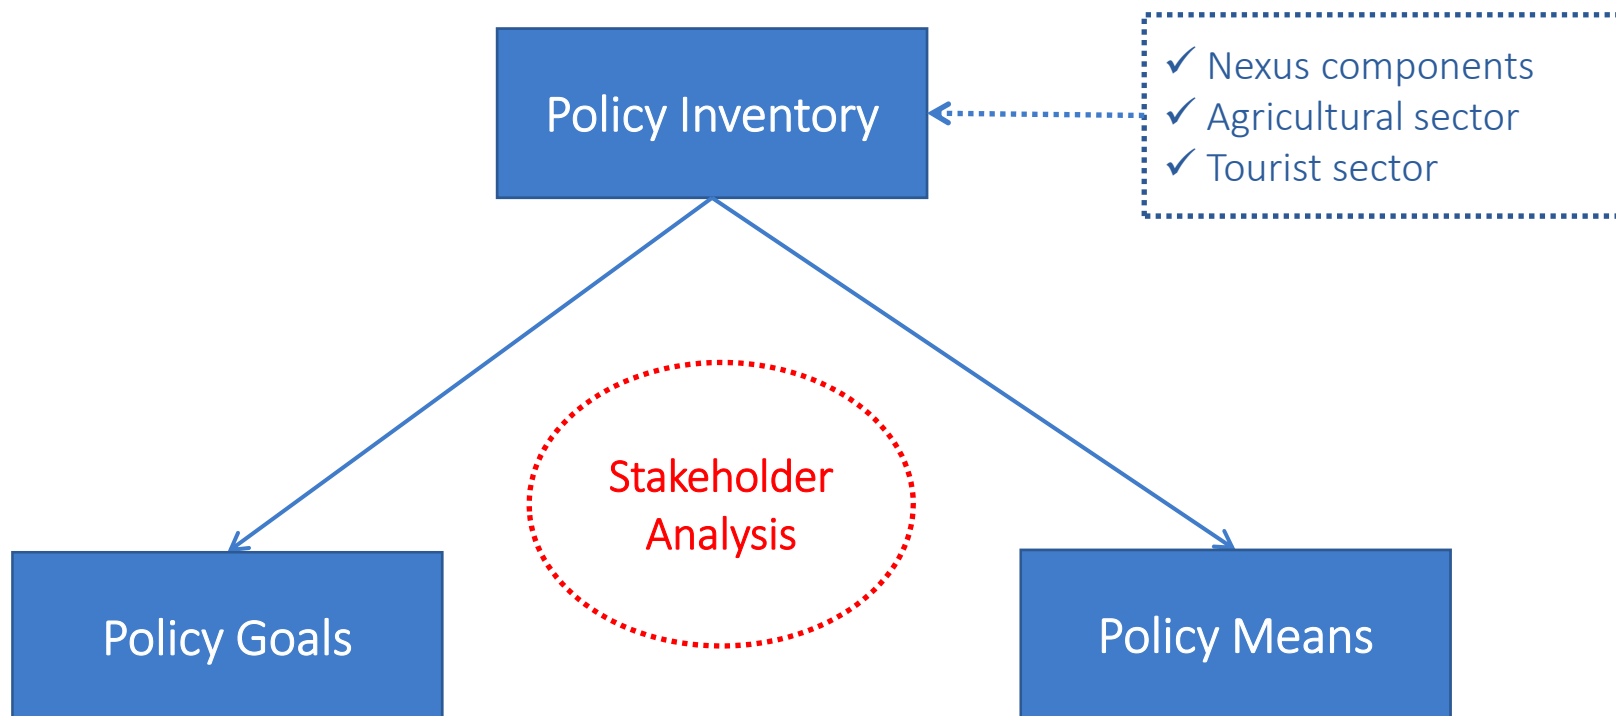 Policy Inventory
✓ Nexus components
✓ Agricultural sector
✓ Tourist sector
Stakeholder
Analysis
Policy Goals
Policy Means